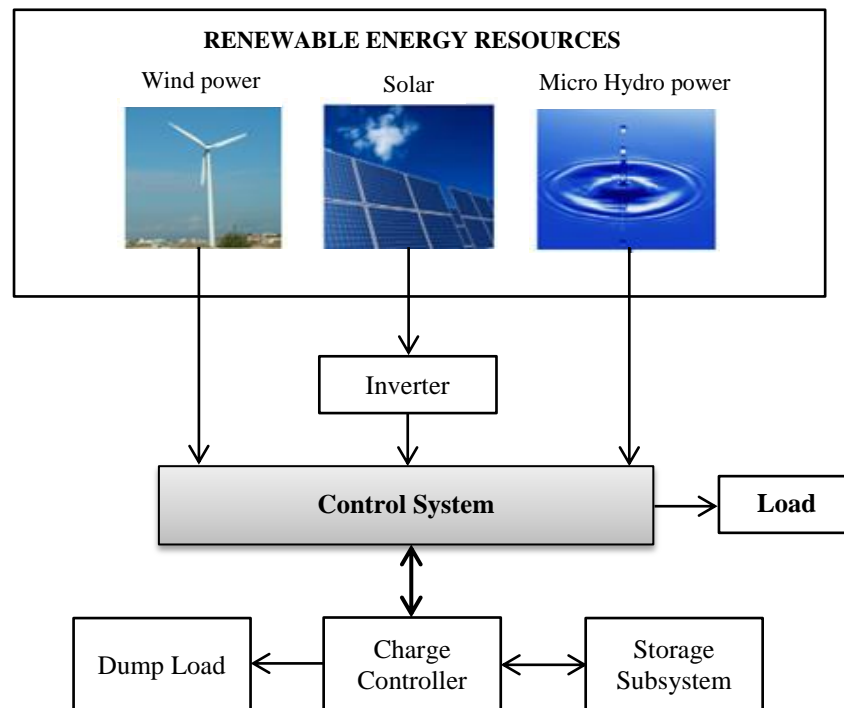 RENEWABLE ENERGY RESOURCES
Wind power
Solar
Micro Hydro power
Inverter
Control System
Load
Dump Load
Charge
Controller
Storage
Subsystem